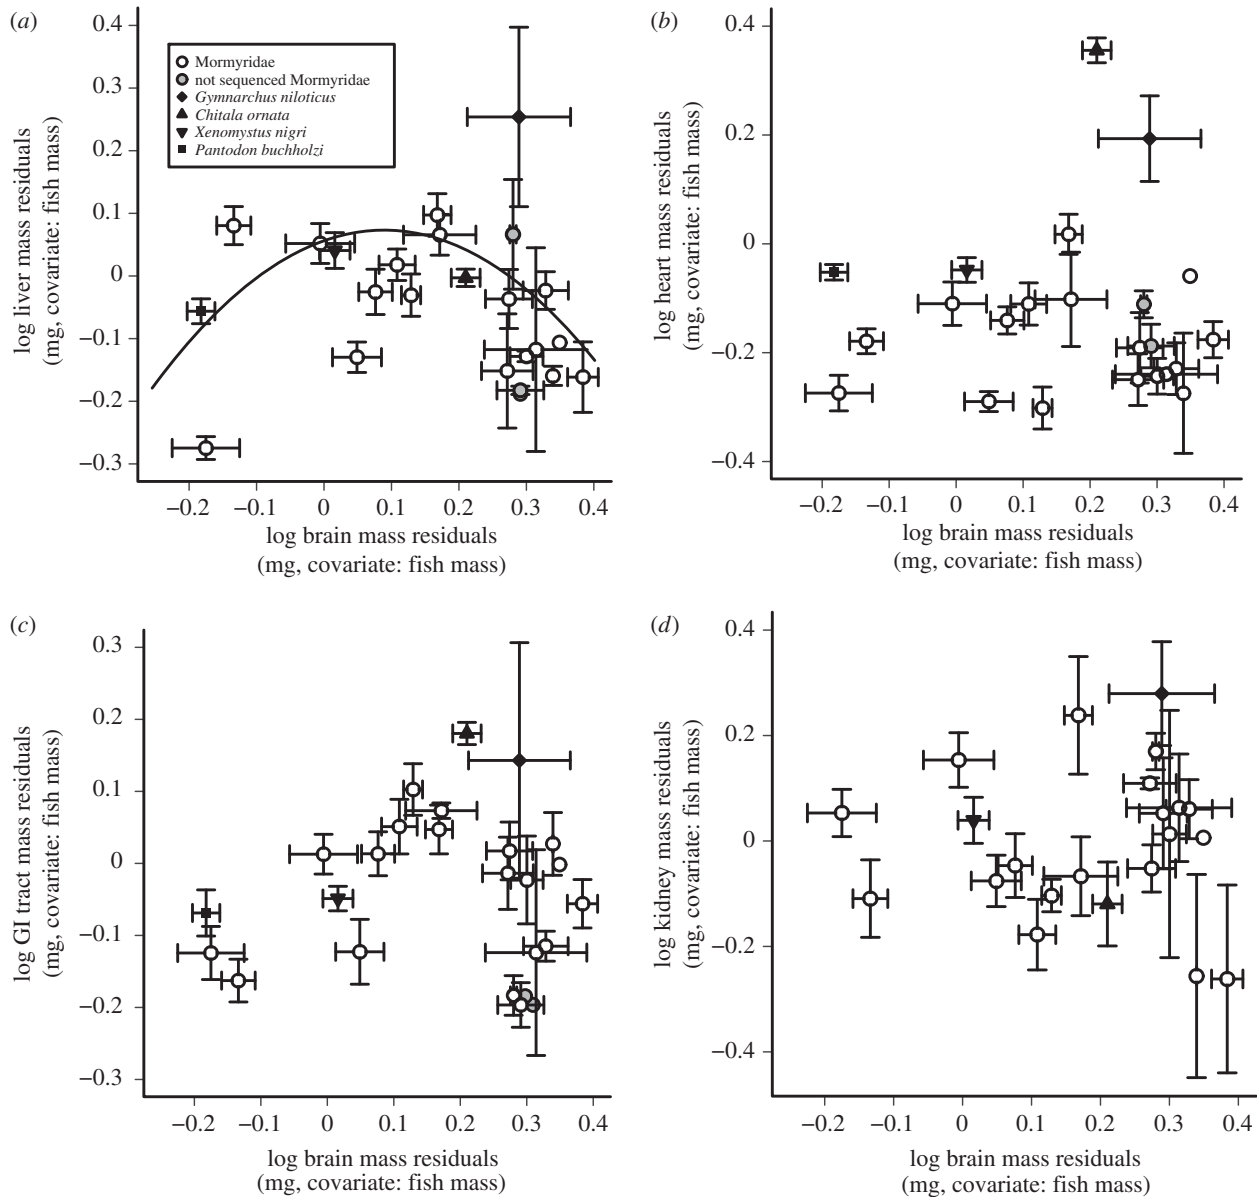 (a)
log liver mass residuals
(mg, covariate: fish mass)
0.4
0.3
0.2
0.1
0
−0.1
−0.2
−0.3
Mormyridae
not sequenced Mormyridae
Gymnarchus niloticus
Chitala ornata
Xenomystus nigri
Pantodon buchholzi
−0.2 −0.1 0 0.1 0.2 0.3 0.4
log brain mass residuals
(mg, covariate: fish mass)
(b)
log heart mass residuals
(mg, covariate: fish mass)
0.4
0.2
0
−0.2
−0.4
−0.2 −0.1 0 0.1 0.2 0.3 0.4
log brain mass residuals
(mg, covariate: fish mass)
(c)
log GI tract mass residuals
(mg, covariate: fish mass)
0.3
0.2
0.1
0
−0.1
−0.2
−0.3
−0.2 −0.1 0 0.1 0.2 0.3 0.4
log brain mass residuals
(mg, covariate: fish mass)
(d)
log kidney mass residuals
(mg, covariate: fish mass)
0.4
0.2
0
−0.2
−0.4
−0.2 −0.1 0 0.1 0.2 0.3 0.4
log brain mass residuals
(mg, covariate: fish mass)